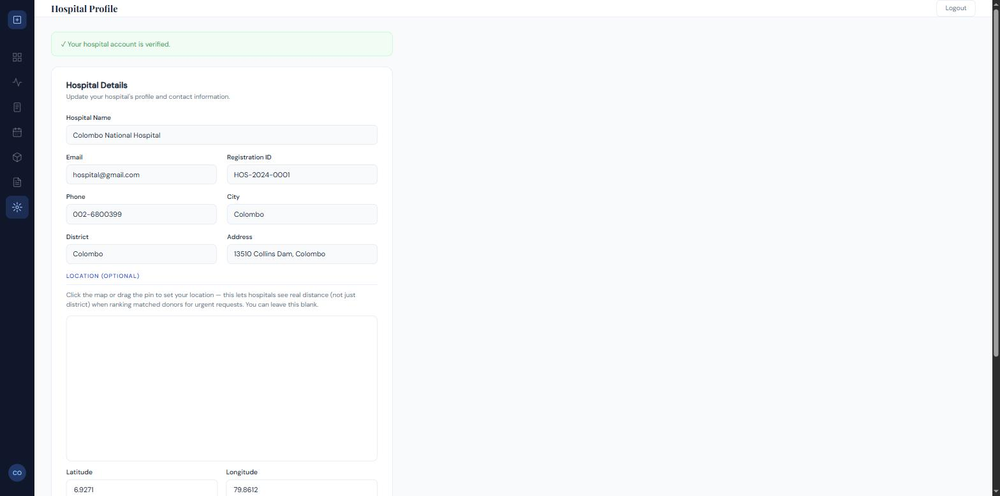 Hospital Profile
Logout
✓ Your hospital account is verified.
Hospital Details
Update your hospital's profile and contact information.
Hospital Name
Colombo National Hospital
Email
Registration ID
hospital@gmail.com
HOS-2024-0001
Phone
City
002-6800399
Colombo
District
Address
Colombo
13510 Collins Dam, Colombo
LOCATION (OPTIONAL)
Click the map or drag the pin to set your location — this lets hospitals see real distance (not just
district) when ranking matched donors for urgent requests. You can leave this blank.
Latitude
Longitude
6.9271
79.8612
CO